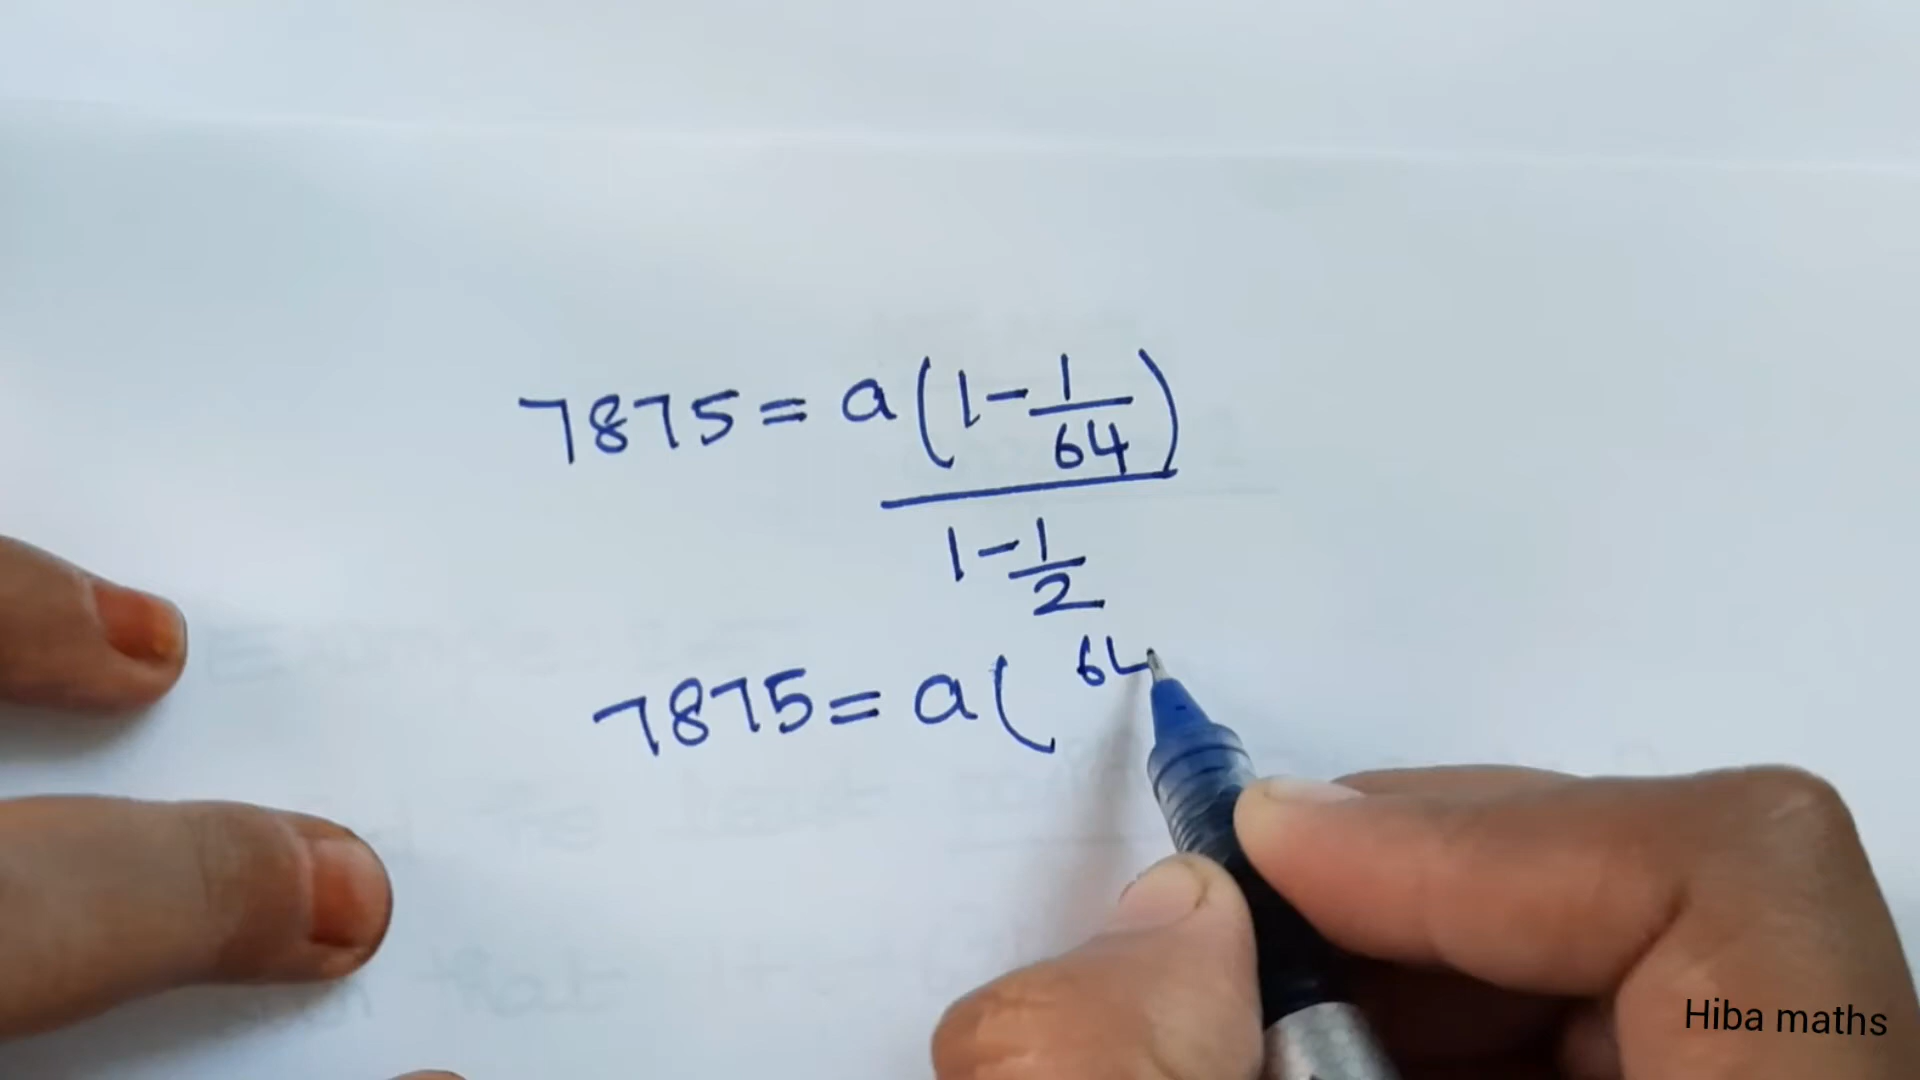 7875 = a(1 - 1/64)
1 - 1/2
7875 = a( 64
Hiba maths